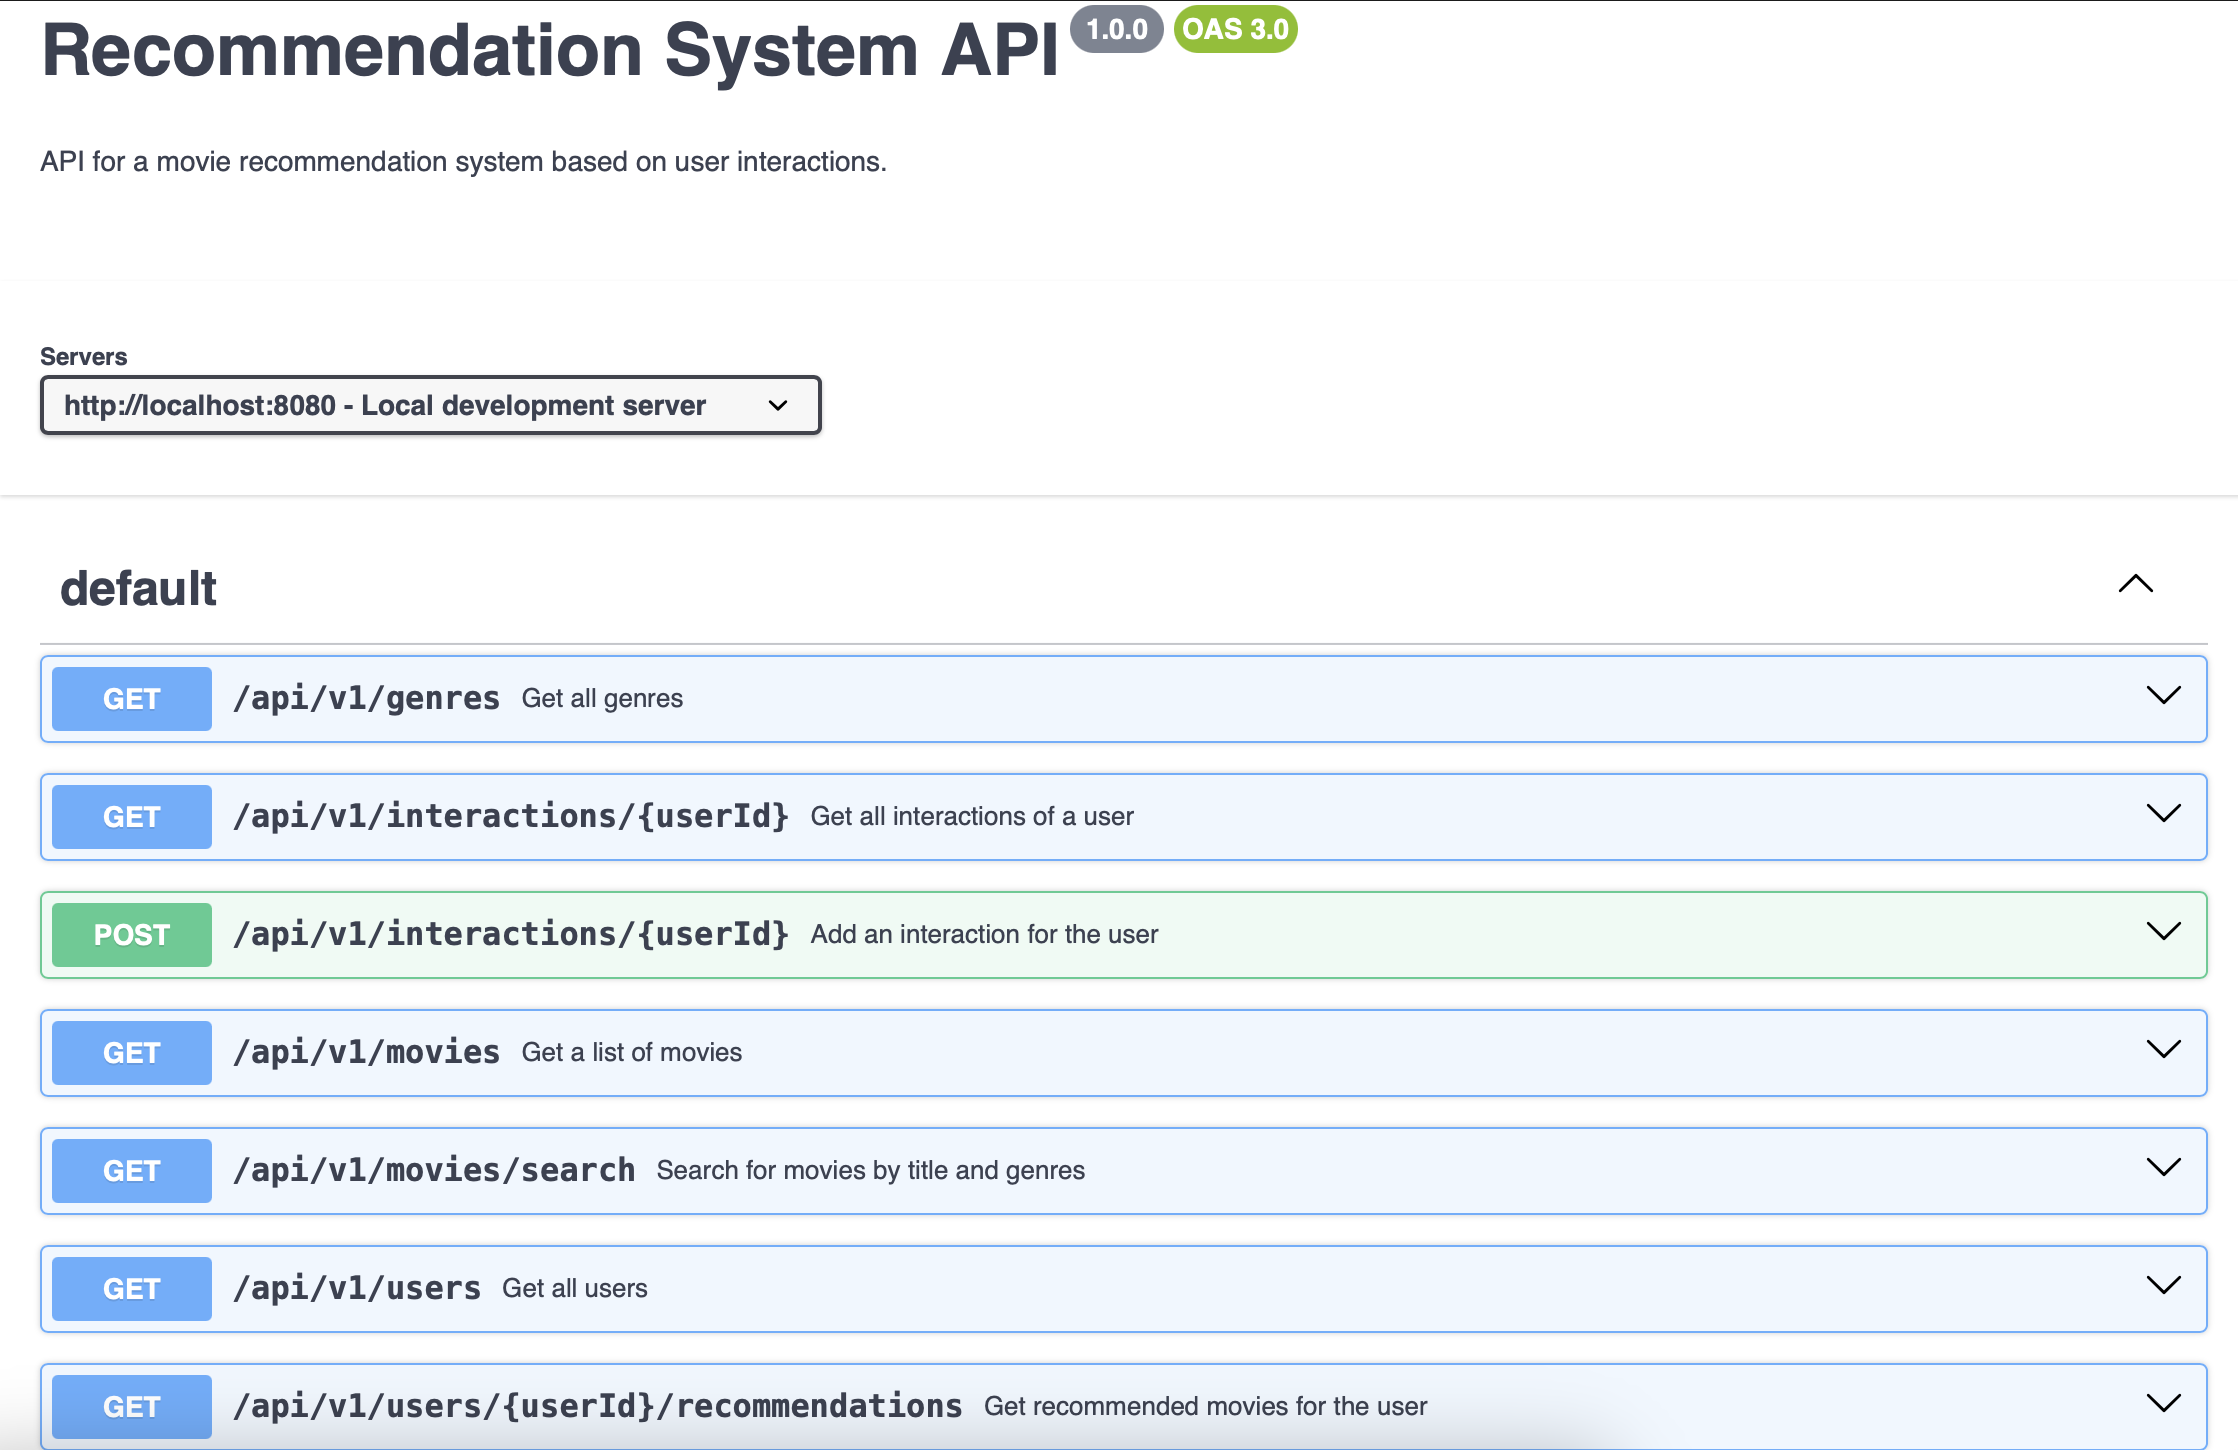 Recommendation System API 1.0.0 OAS 3.0
API for a movie recommendation system based on user interactions.
Servers
http://localhost:8080 - Local development server
default
GET /api/v1/genres Get all genres
GET /api/v1/interactions/{userId} Get all interactions of a user
POST /api/v1/interactions/{userId} Add an interaction for the user
GET /api/v1/movies Get a list of movies
GET /api/v1/movies/search Search for movies by title and genres
GET /api/v1/users Get all users
GET /api/v1/users/{userId}/recommendations Get recommended movies for the user